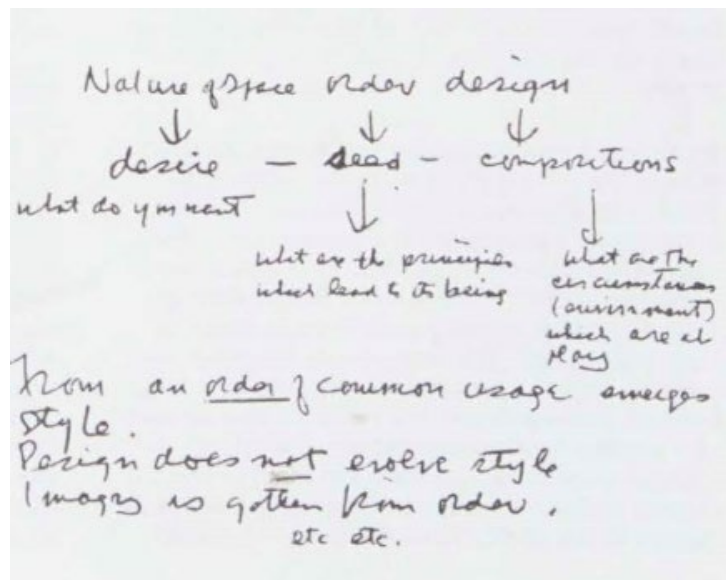 Nature of space order design
↓ ↓ ↓
desire – seed – compositions
what do you want
↓ ↓
what are the principles
which lead to its being
what are the
circumstances
(environment)
which are at
play
From an order of common usage emerges
style.
Design does not evolve style
Images is gotten from order.
etc etc.